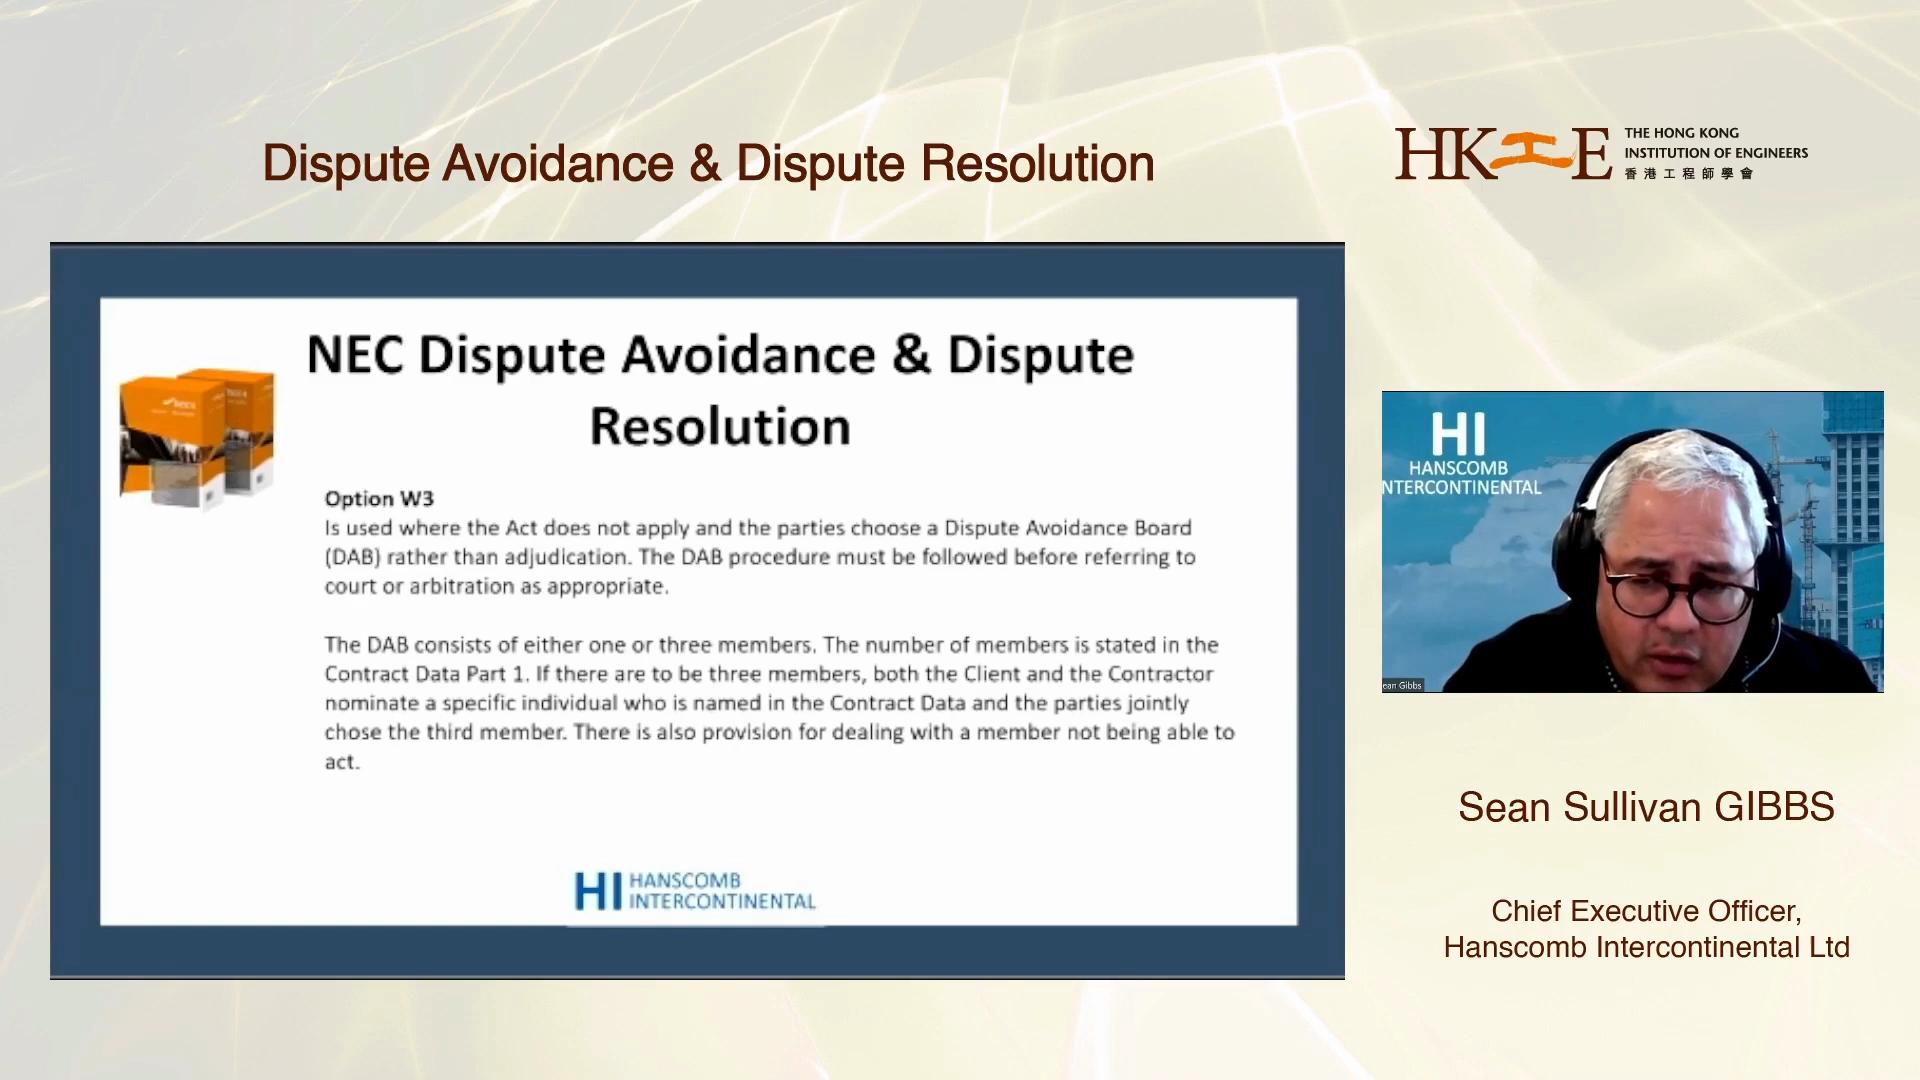 Dispute Avoidance & Dispute Resolution
HKIE
THE HONG KONG
INSTITUTION OF ENGINEERS
香港工程師學會
NEC Dispute Avoidance & Dispute
Resolution
Option W3
Is used where the Act does not apply and the parties choose a Dispute Avoidance Board
(DAB) rather than adjudication. The DAB procedure must be followed before referring to
court or arbitration as appropriate.
The DAB consists of either one or three members. The number of members is stated in the
Contract Data Part 1. If there are to be three members, both the Client and the Contractor
nominate a specific individual who is named in the Contract Data and the parties jointly
chose the third member. There is also provision for dealing with a member not being able to
act.
HI HANSCOMB
INTERCONTINENTAL
HI
HANSCOMB
NTERCONTINENTAL
ean Gibbs
Sean Sullivan GIBBS
Chief Executive Officer,
Hanscomb Intercontinental Ltd